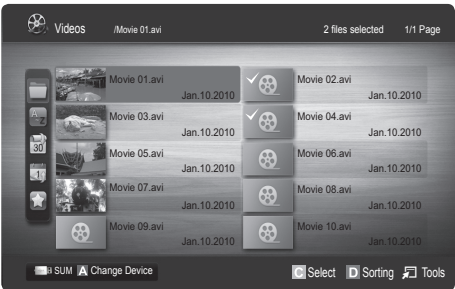 Videos /Movie 01.avi 2 files selected 1/1 Page
Movie 01.avi Movie 02.avi
Jan.10.2010 Jan.10.2010
Movie 03.avi Movie 04.avi
Jan.10.2010 Jan.10.2010
Movie 05.avi Movie 06.avi
Jan.10.2010 Jan.10.2010
Movie 07.avi Movie 08.avi
Jan.10.2010 Jan.10.2010
Movie 09.avi Movie 10.avi
Jan.10.2010 Jan.10.2010
a SUM A Change Device C Select D Sorting Tools